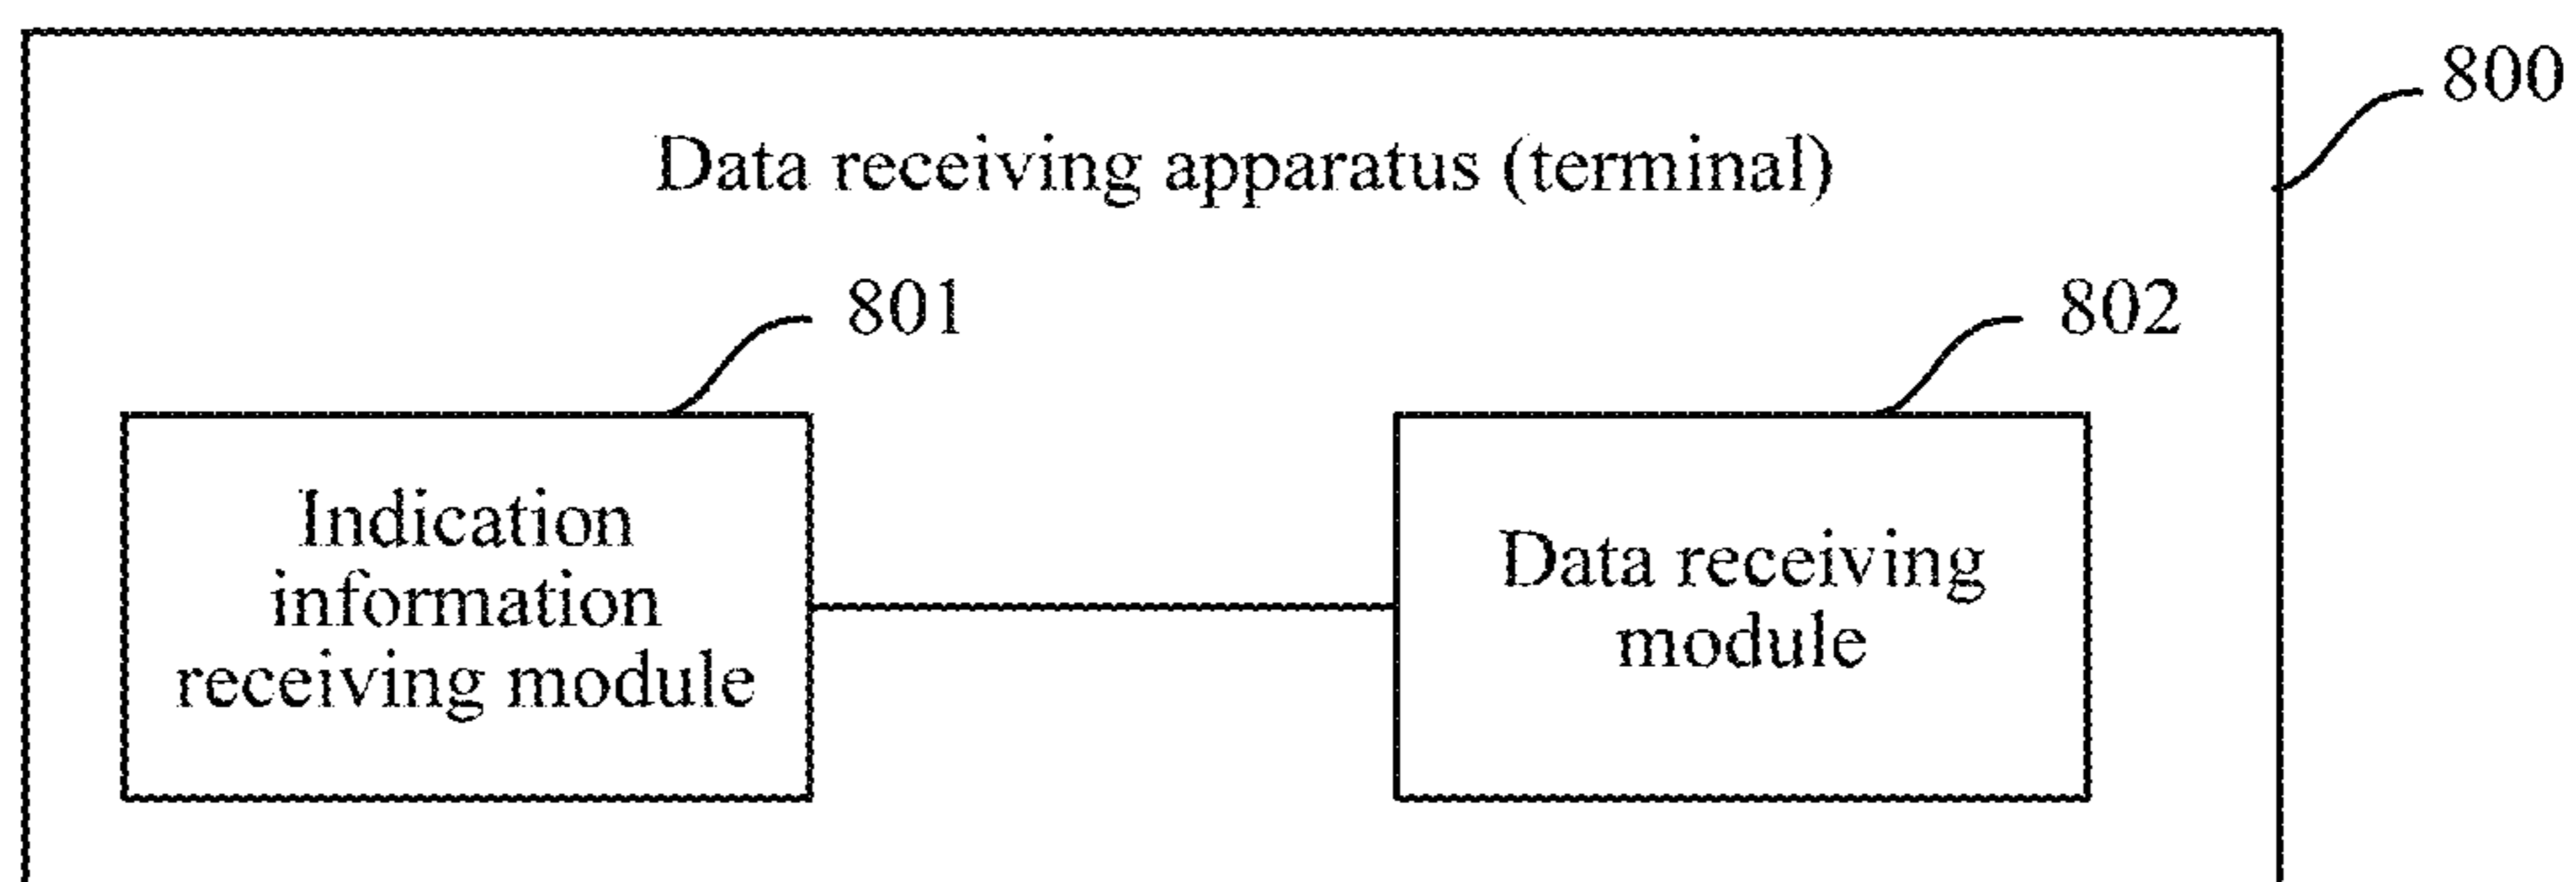 800
Data receiving apparatus (terminal)
801
802
Indication
information
receiving module
Data receiving
module